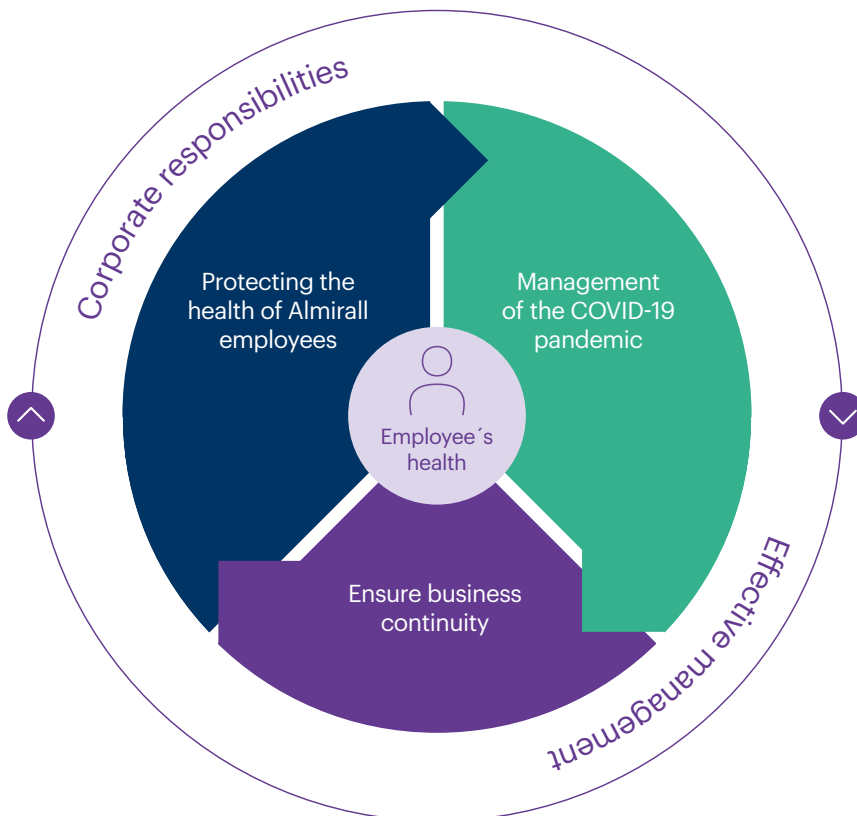 Corporate responsibilities
Protecting the
health of Almirall
employees
Management
of the COVID-19
pandemic
Employee´s
health
Ensure business
continuity
Effective management